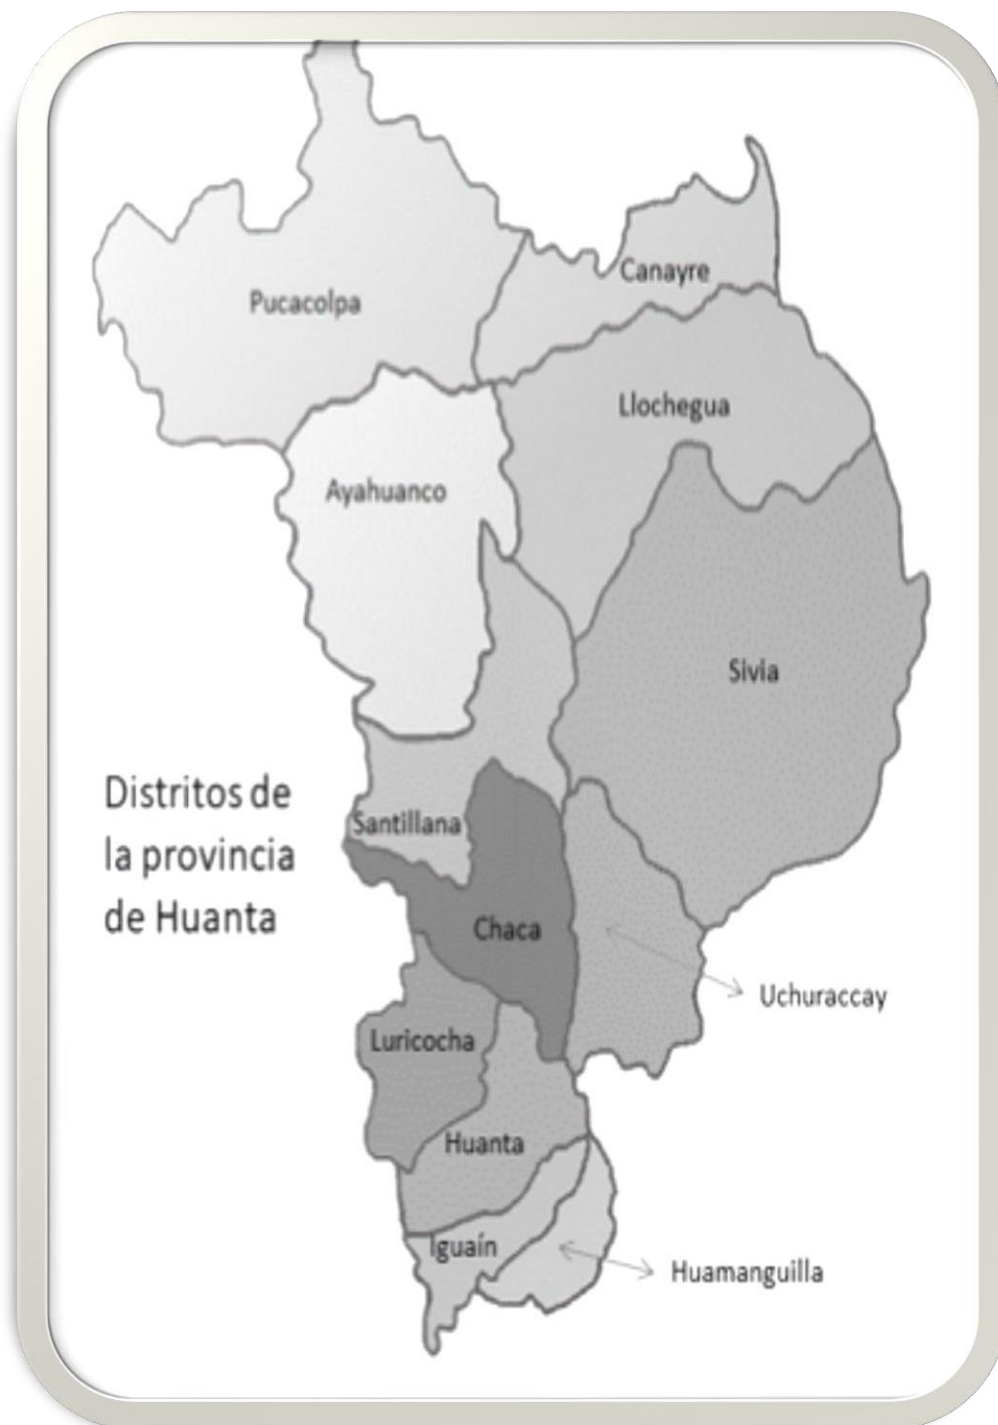 Canayre
Pucacolpa
Llochegua
Ayahuanco
Sivia
Distritos de
la provincia
de Huanta
Santillana
Chaca
Uchuraccay
Luricocha
Huanta
Iguaín
Huamanguilla